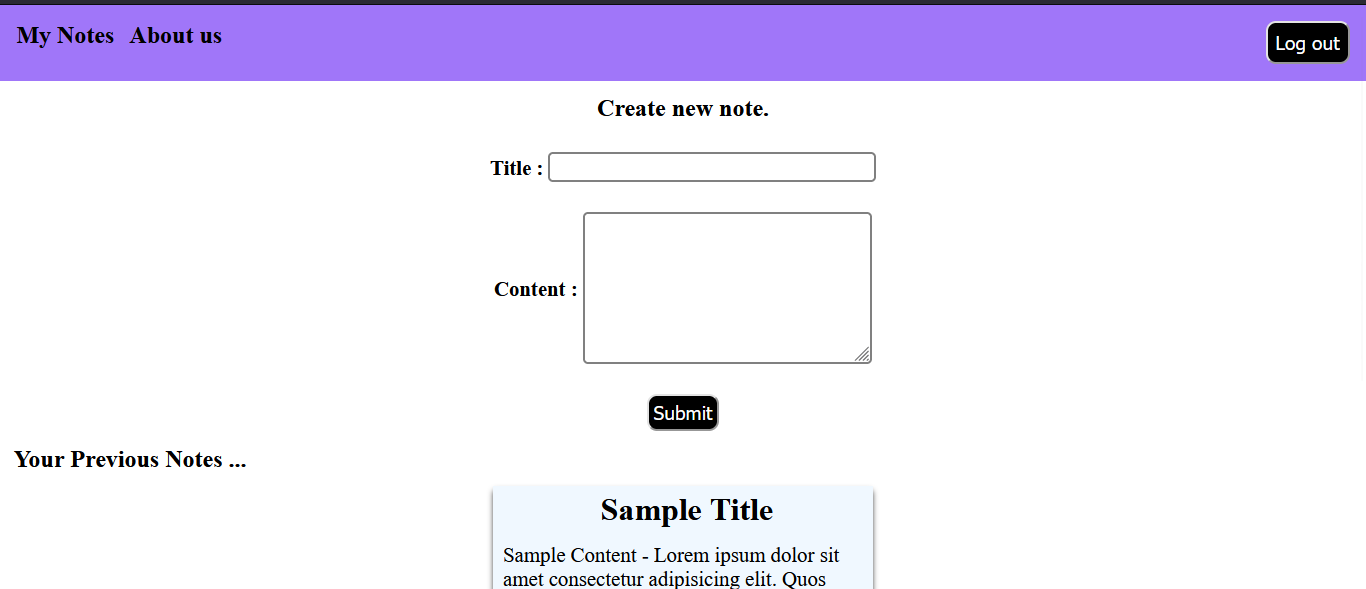 My Notes About us Log out
Create new note.
Title :
Content :
Submit
Your Previous Notes ...
Sample Title
Sample Content - Lorem ipsum dolor sit
amet consectetur adipisicing elit. Quos